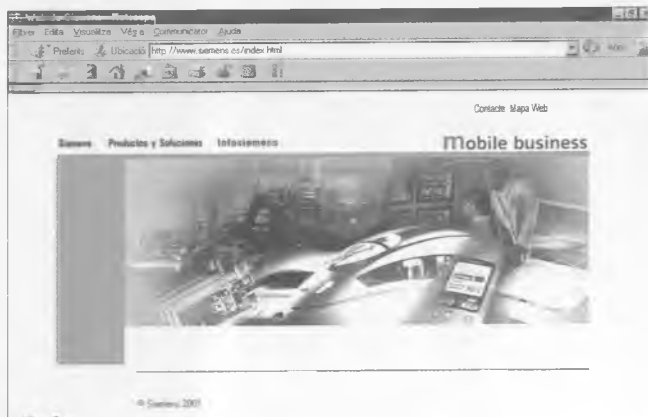 Fitxer Edita Visualitza Vés a Communicator Ajuda
Preferits Ubicació http://www.siemens.es/index.html
Contacte Mapa Web
Siemens Productos y Soluciones Infosiemens
Mobile business
© Siemens 2001